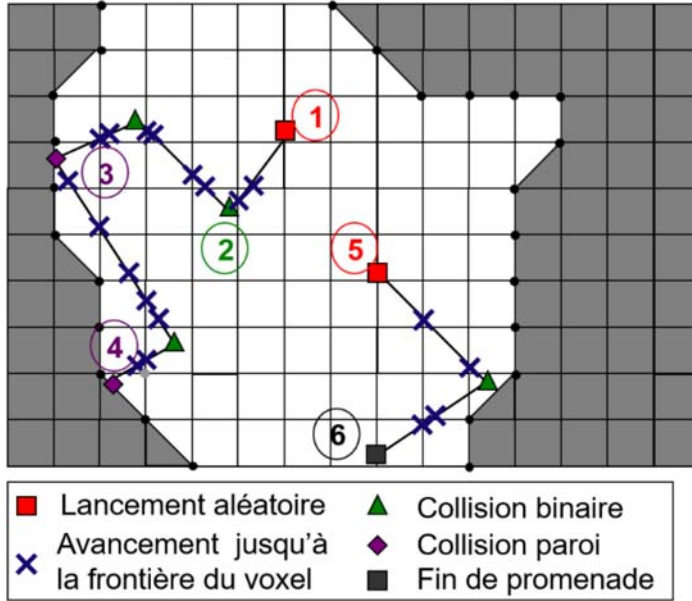 1
3
2
5
4
6
Lancement aléatoire
Collision binaire
Avancement jusqu'à
la frontière du voxel
Collision paroi
Fin de promenade